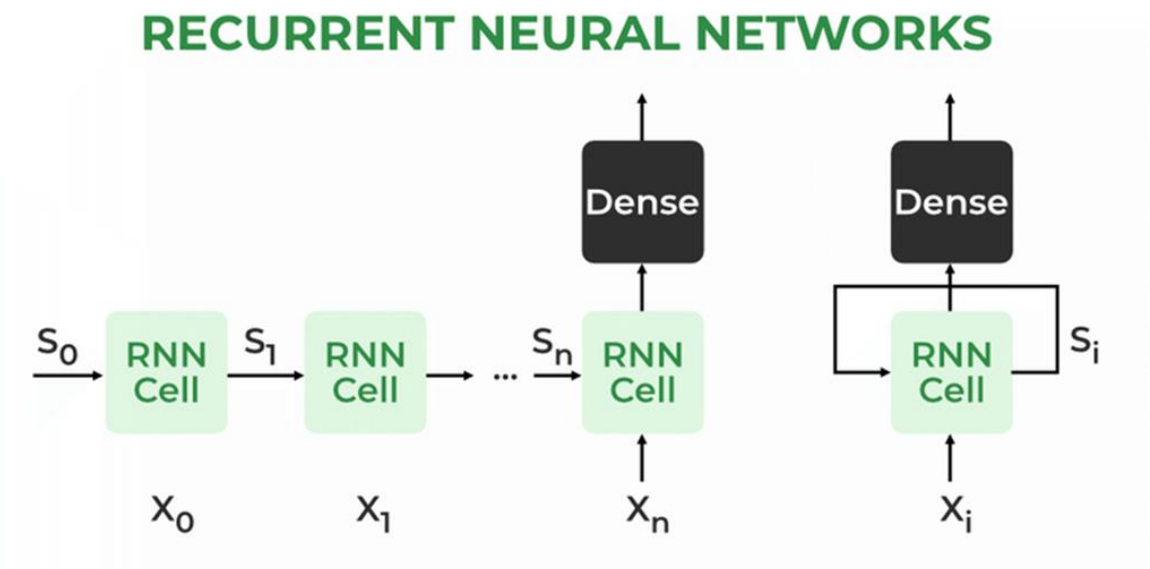 RECURRENT NEURAL NETWORKS
Dense
Dense
S0
RNN
Cell
S1
RNN
Cell
...
Sn
RNN
Cell
RNN
Cell
Si
X0
X1
Xn
Xi